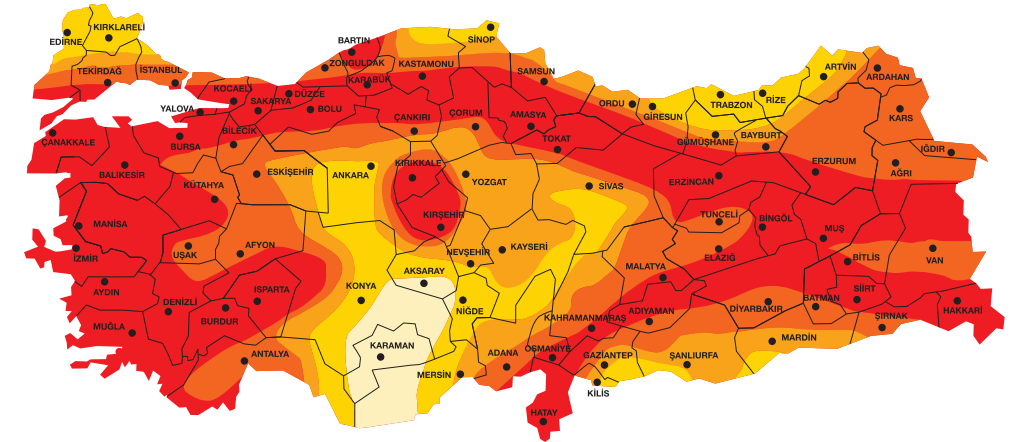 KIRKLARELİ
EDİRNE
TEKİRDAĞ
İSTANBUL
BARTIN
ZONGULDAK
KASTAMONU
SİNOP
KARABÜK
SAMSUN
ARTVİN
ARDAHAN
KOCAELİ
SAKARYA
DÜZCE
BOLU
YALOVA
ORDU
GİRESUN
TRABZON
RİZE
KARS
ÇANAKKALE
BURSA
BİLECİK
ÇANKIRI
ÇORUM
AMASYA
TOKAT
GÜMÜŞHANE
BAYBURT
IĞDIR
BALIKESİR
KÜTAHYA
ESKİŞEHİR
ANKARA
KIRIKKALE
YOZGAT
SİVAS
ERZİNCAN
ERZURUM
AĞRI
MANİSA
KIRŞEHİR
TUNCELİ
BİNGÖL
MUŞ
İZMİR
UŞAK
AFYON
NEVŞEHİR
KAYSERİ
ELAZIĞ
BİTLİS
VAN
AYDIN
DENİZLİ
ISPARTA
KONYA
AKSARAY
NİĞDE
MALATYA
MUĞLA
BURDUR
KAHRAMANMARAŞ
ADIYAMAN
DİYARBAKIR
BATMAN
SİİRT
ŞIRNAK
HAKKARİ
ANTALYA
KARAMAN
MERSİN
ADANA
OSMANİYE
GAZİANTEP
ŞANLIURFA
MARDİN
KİLİS
HATAY